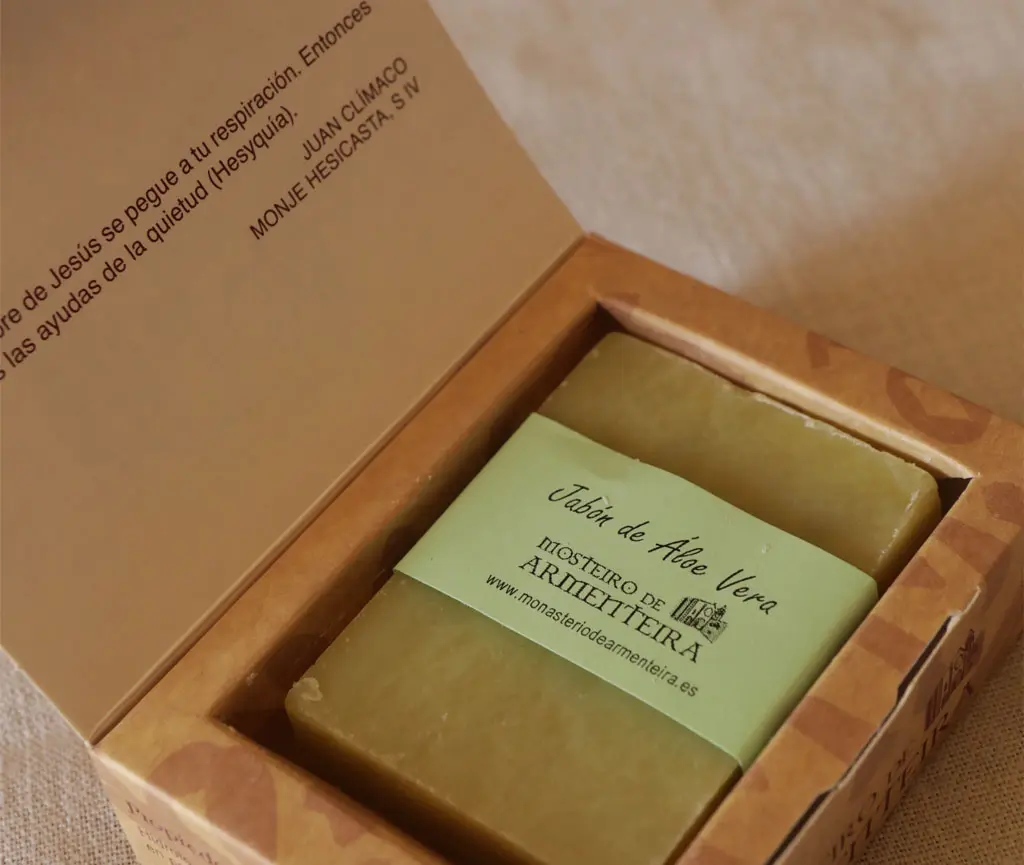 de Jesús se pegue a tu respiración. Entonces
las ayudas de la quietud (Hesyquía).
JUAN CLÍMACO
MONJE HESICASTA, S IV
Jabón de Áloe Vera
MOSTEIRO DE
ARMENTEIRA
www.monasteriodearmenteira.es